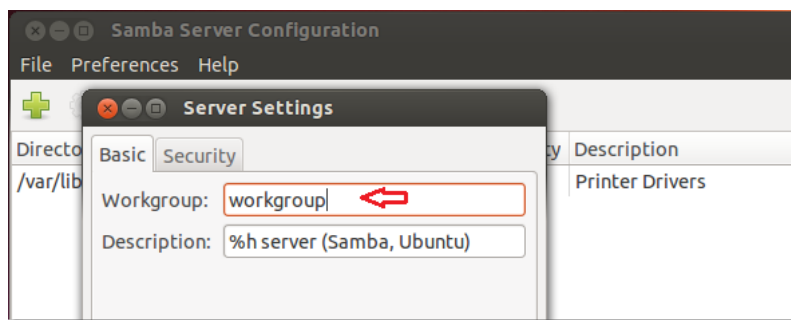 Samba Server Configuration
File Preferences Help
Server Settings
Directo ty Description
Basic Security
/var/lib Printer Drivers
Workgroup: workgroup
Description: %h server (Samba, Ubuntu)